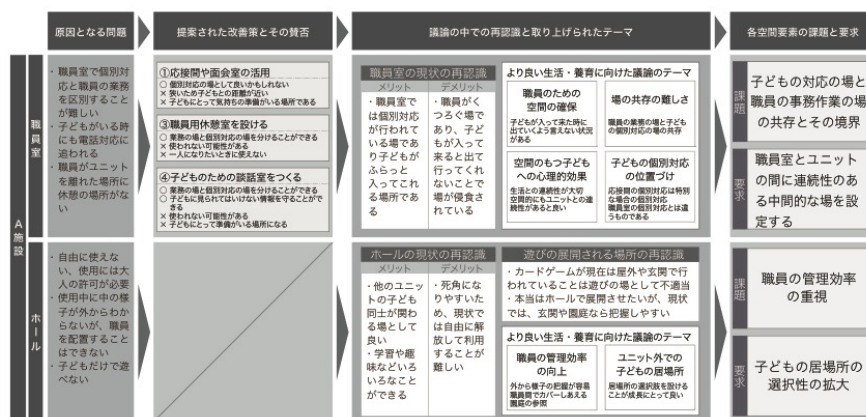 原因となる問題
提案された改善策とその賛否
議論の中での再認識と取り上げられたテーマ
各空間要素の課題と要求
A施設
職員室
・職員室で個別対
応と職員の業務
を区別すること
が難しい
・子どもがいる時
にも電話対応に
追われる
・職員がユニット
を離れた場所に
休憩の場所がな
い
①応接間や面会室の活用
○ 個別対応の場として良いかもしれない
× 狭いため子どもとの距離が近い
× 子どもにとって気持ちの準備がいる場所である
③職員用休憩室を設ける
○ 業務の場と個別対応の場を分けることができる
× 使われない可能性がある
× 一人になりたいときに使えない
④子どものための談話室をつくる
○ 業務の場と個別対応の場を分けることができる
○ 子どもに見られてはいけない情報を守ることがで
きる
× 使われない可能性がある
× 子どもにとって準備がいる場所になる
職員室の現状の再認識
メリット
・職員室で
は個別対応
が行われて
いる場であ
り子どもが
ふらっと
入ってこれ
る場所であ
る
デメリット
・職員がく
つろぐ場で
あり、子ど
もが入って
来ると出て
行ってくれ
ないことで
場が侵食さ
れている
より良い生活・養育に向けた議論のテーマ
職員のための
空間の確保
子どもが入って来た時に
出ていくよう言えない状況
がある
場の共存の難しさ
職員の業務の場と子ども
の個別対応の場の共存
空間のもつ子ども
への心理的効果
生活との連続性が大切
空間的にもユニットとの連
続性があると良い
子どもの個別対応
の位置づけ
応接間の個別対応は特別
な場合の個別対応
職員室の個別対応とは違
うものである
課題
子どもの対応の場と
職員の事務作業の場
の共存とその境界
要求
職員室とユニット
の間に連続性のあ
る中間的な場を設
定する
ホール
・自由に使えな
い、使用には大
人の許可が必要
・使用中に中の様
子が外からわか
らないが、職員
を配置すること
はできない
・子どもだけで遊
べない
ホールの現状の再認識
メリット
・他のユニッ
トの子ども
同士が関わ
る場として
良い
・学習や趣
味などいろ
いろなこと
ができる
デメリット
・死角にな
りやすいた
め、現状で
は自由に解
放して利用
することが
難しい
遊びの展開される場所の再認識
・カードゲームが現在は屋外や玄関で行
われていることは遊びの場として不適当
・本当はホールで展開させたいが、現状
では、玄関や園庭なら把握しやすい
より良い生活・養育に向けた議論のテーマ
職員の管理効率
の向上
外から様子の把握が容易
職員間でカバーしあえる
園庭の参照
ユニット外での
子どもの居場所
居場所の選択肢を設ける
ことが成長にとって良い
課題
職員の管理効率
の重視
要求
子どもの居場所の
選択性の拡大